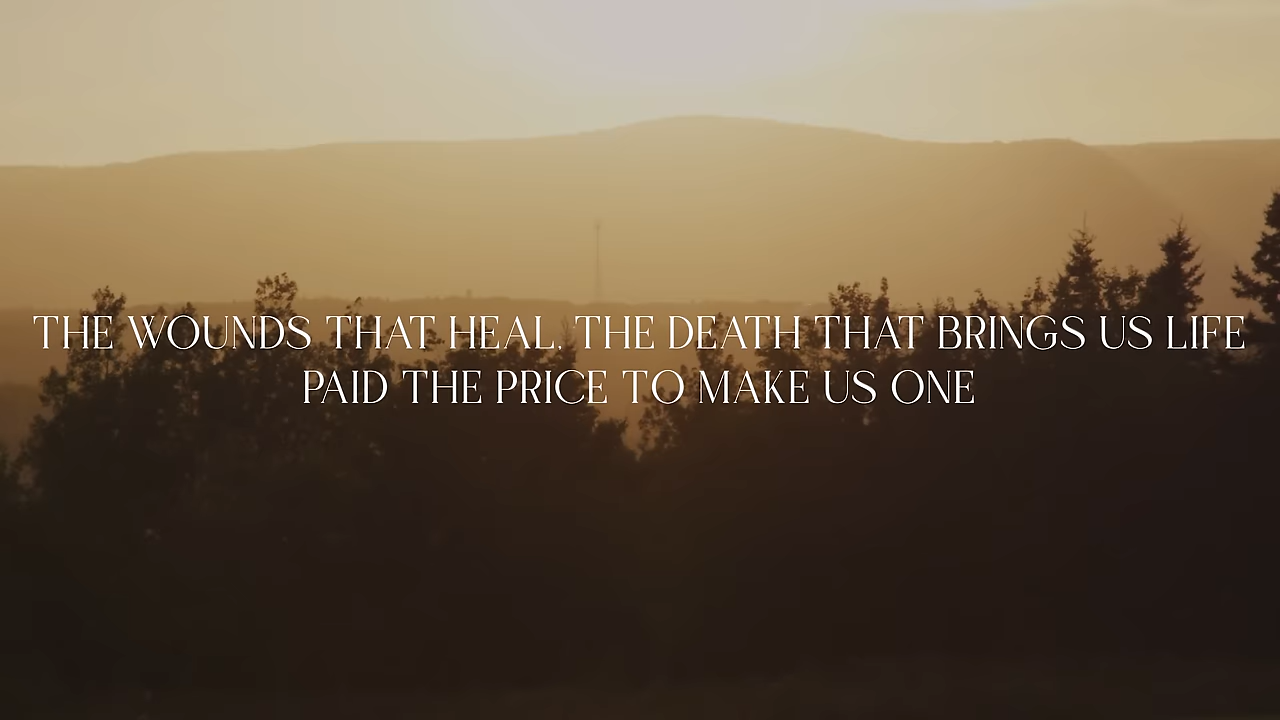 THE WOUNDS THAT HEAL, THE DEATH THAT BRINGS US LIFE
PAID THE PRICE TO MAKE US ONE